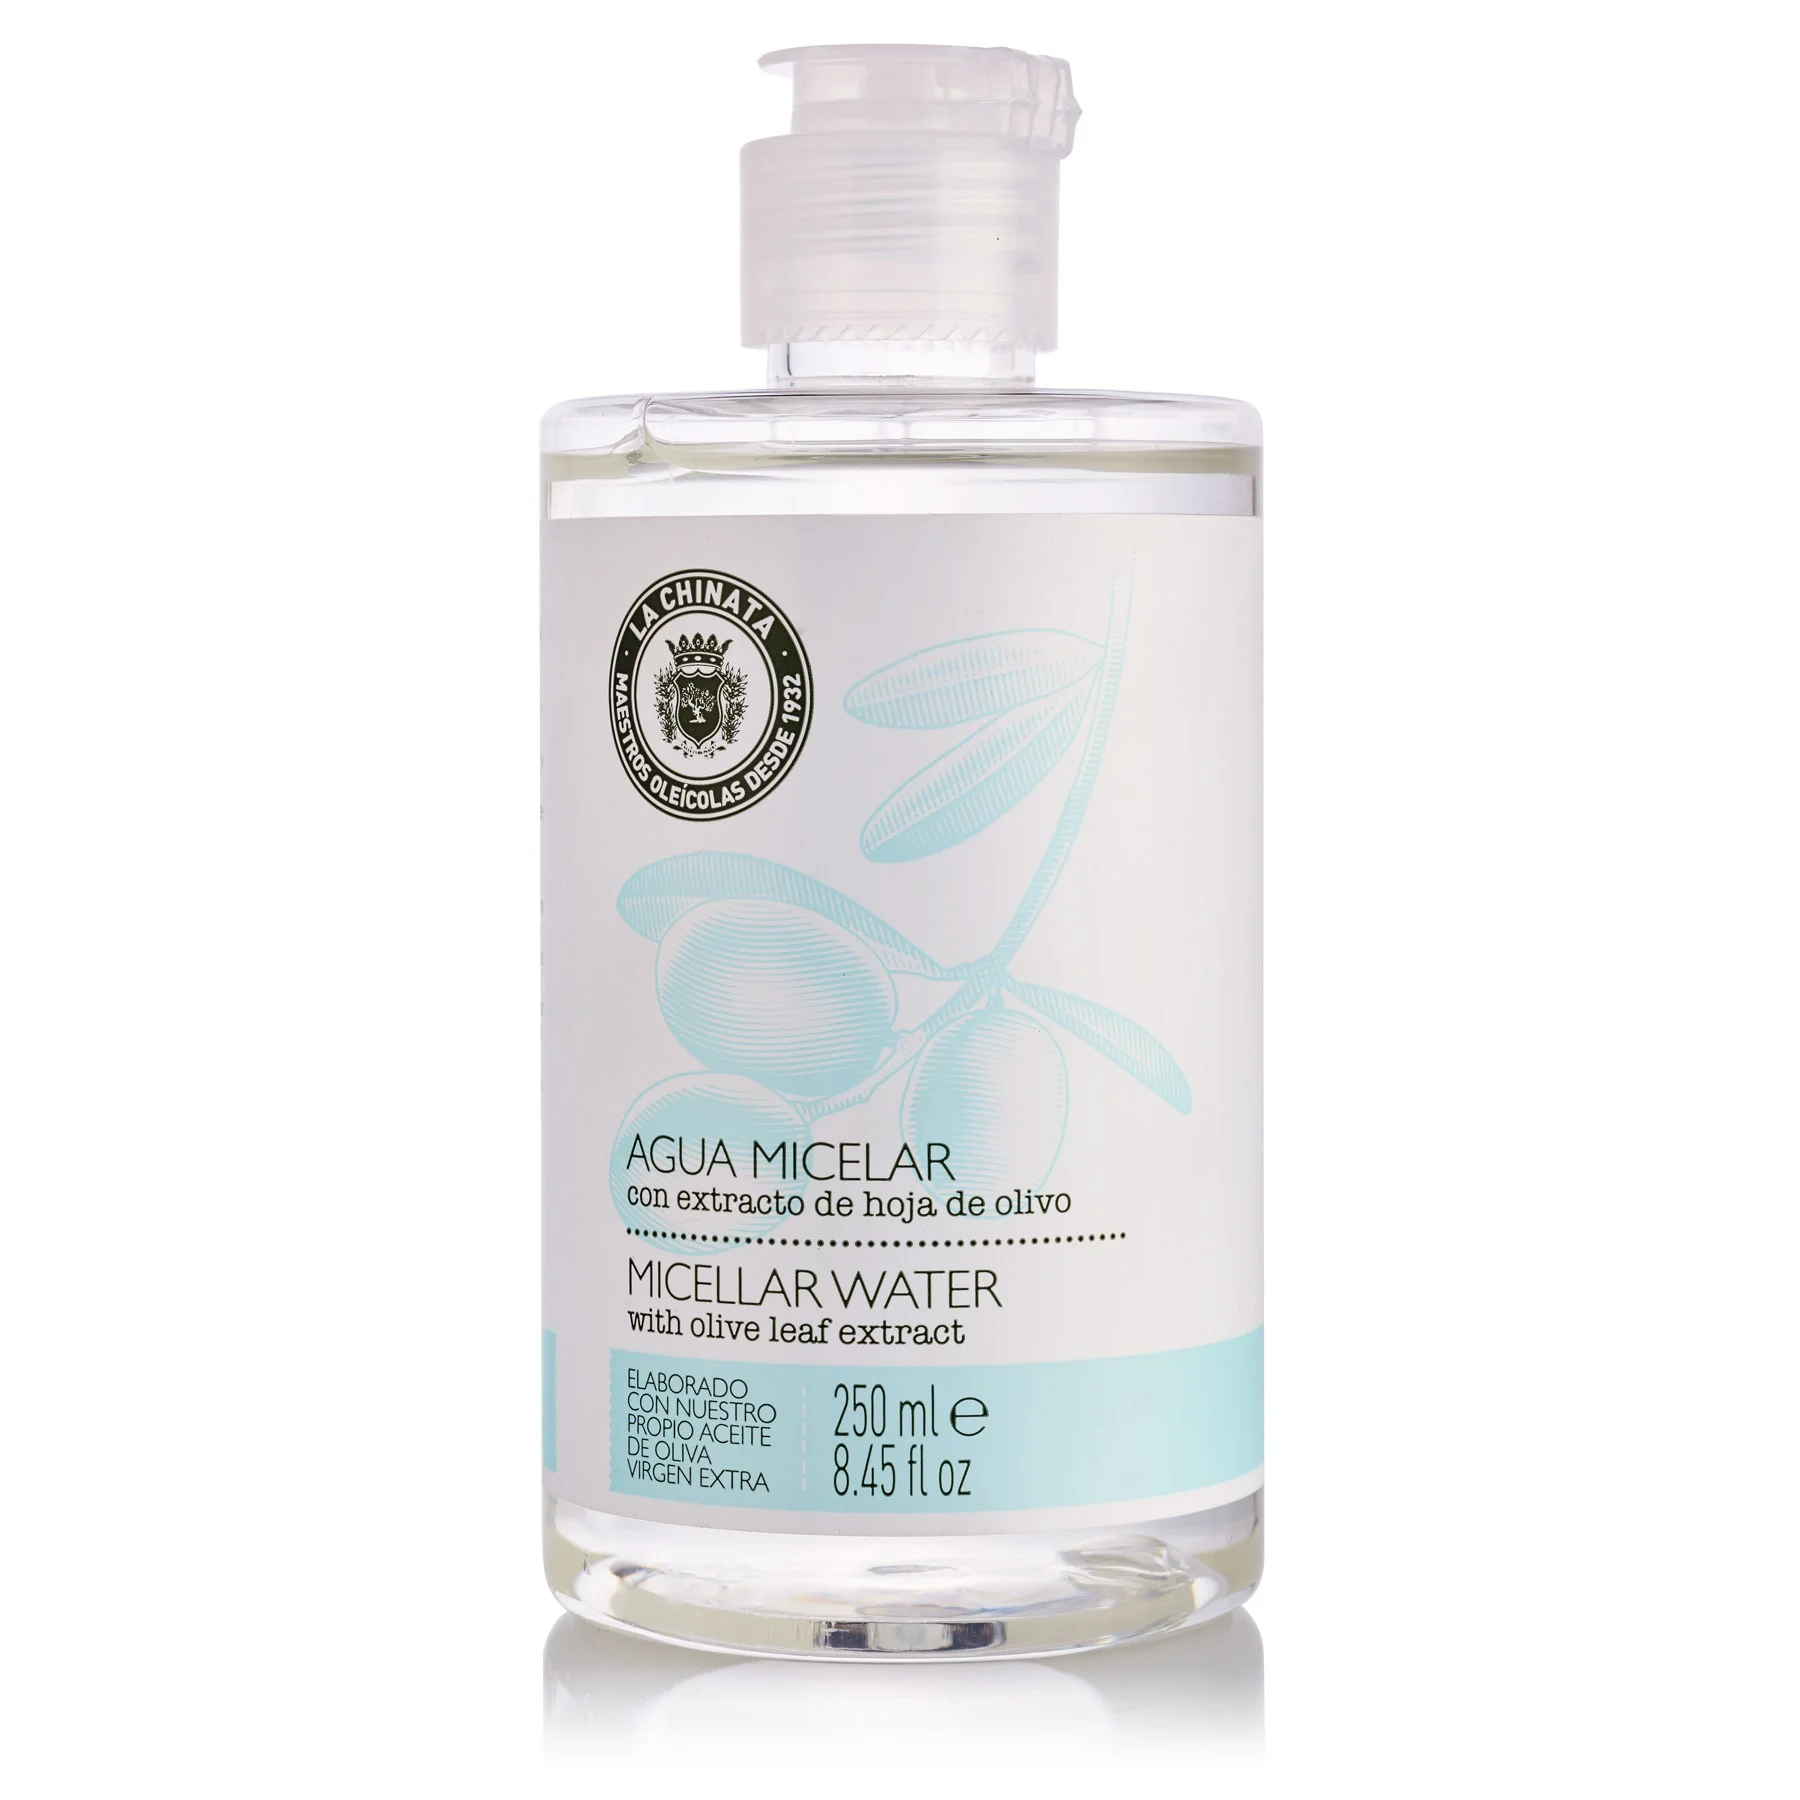 LA CHINATA
MAESTROS OLEÍCOLAS DESDE 1932
AGUA MICELAR
con extracto de hoja de olivo
MICELLAR WATER
with olive leaf extract
ELABORADO
CON NUESTRO
PROPIO ACEITE
DE OLIVA
VIRGEN EXTRA
250 ml e
8.45 fl oz